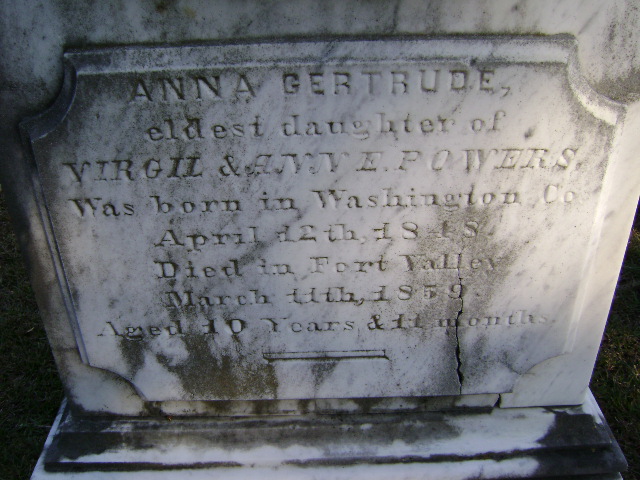 ANNA GERTRUDE,
eldest daughter of
VIRGIL & ANN E. POWERS.
Was born in Washington Co
April 12th, 1848.
Died in Fort Valley
March 11th, 1859
Aged 10 Years & 11 months.